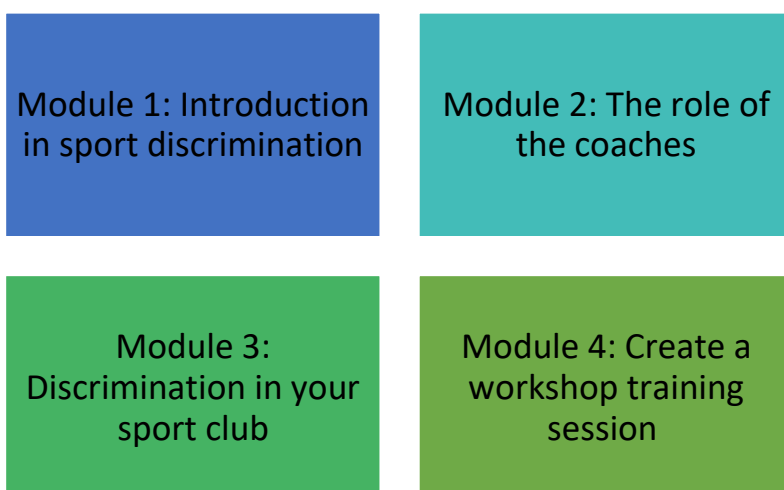 Module 1: Introduction
in sport discrimination
Module 2: The role of
the coaches
Module 3:
Discrimination in your
sport club
Module 4: Create a
workshop training
session